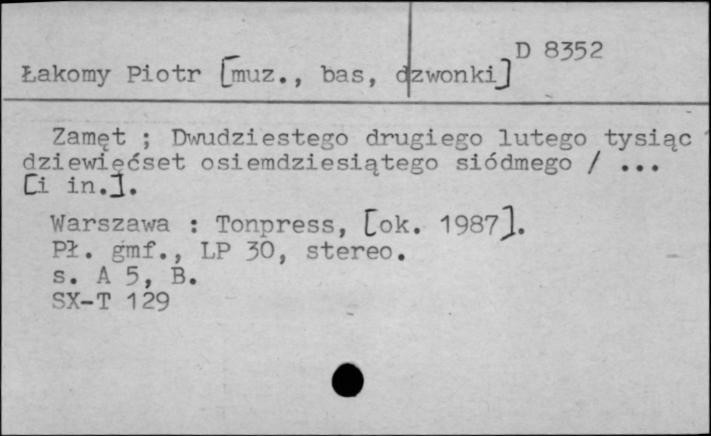 D 8352
Łakomy Piotr [muz., bas, dzwonki]
Zamęt ; Dwudziestego drugiego lutego tysiąc
dziewięćset osiemdziesiątego siódmego / ...
[i in.].
Warszawa : Tonpress, [ok. 1987].
Pł. gmf., LP 30, stereo.
s. A 5, B.
SX-T 129